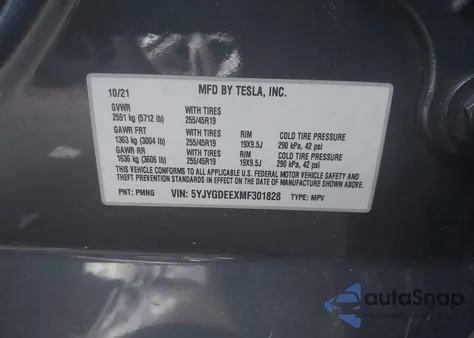 10/21 MFD BY TESLA, INC.
GVWR WITH TIRES
2591 kg (5712 lb) 255/45R19
GAWR FRT WITH TIRES RIM COLD TIRE PRESSURE
1363 kg (3004 lb) 255/45R19 19X9.5J 290 kPa, 42 psi
GAWR RR WITH TIRES RIM COLD TIRE PRESSURE
1636 kg (3606 lb) 255/45R19 19X9.5J 290 kPa, 42 psi
THIS VEHICLE CONFORMS TO ALL APPLICABLE U.S. FEDERAL MOTOR VEHICLE SAFETY AND
THEFT PREVENTION STANDARDS IN EFFECT ON THE DATE OF MANUFACTURE SHOWN ABOVE.
PNT: PMNG VIN: 5YJYGDEEXMF301828 TYPE: MPV
autaSnap